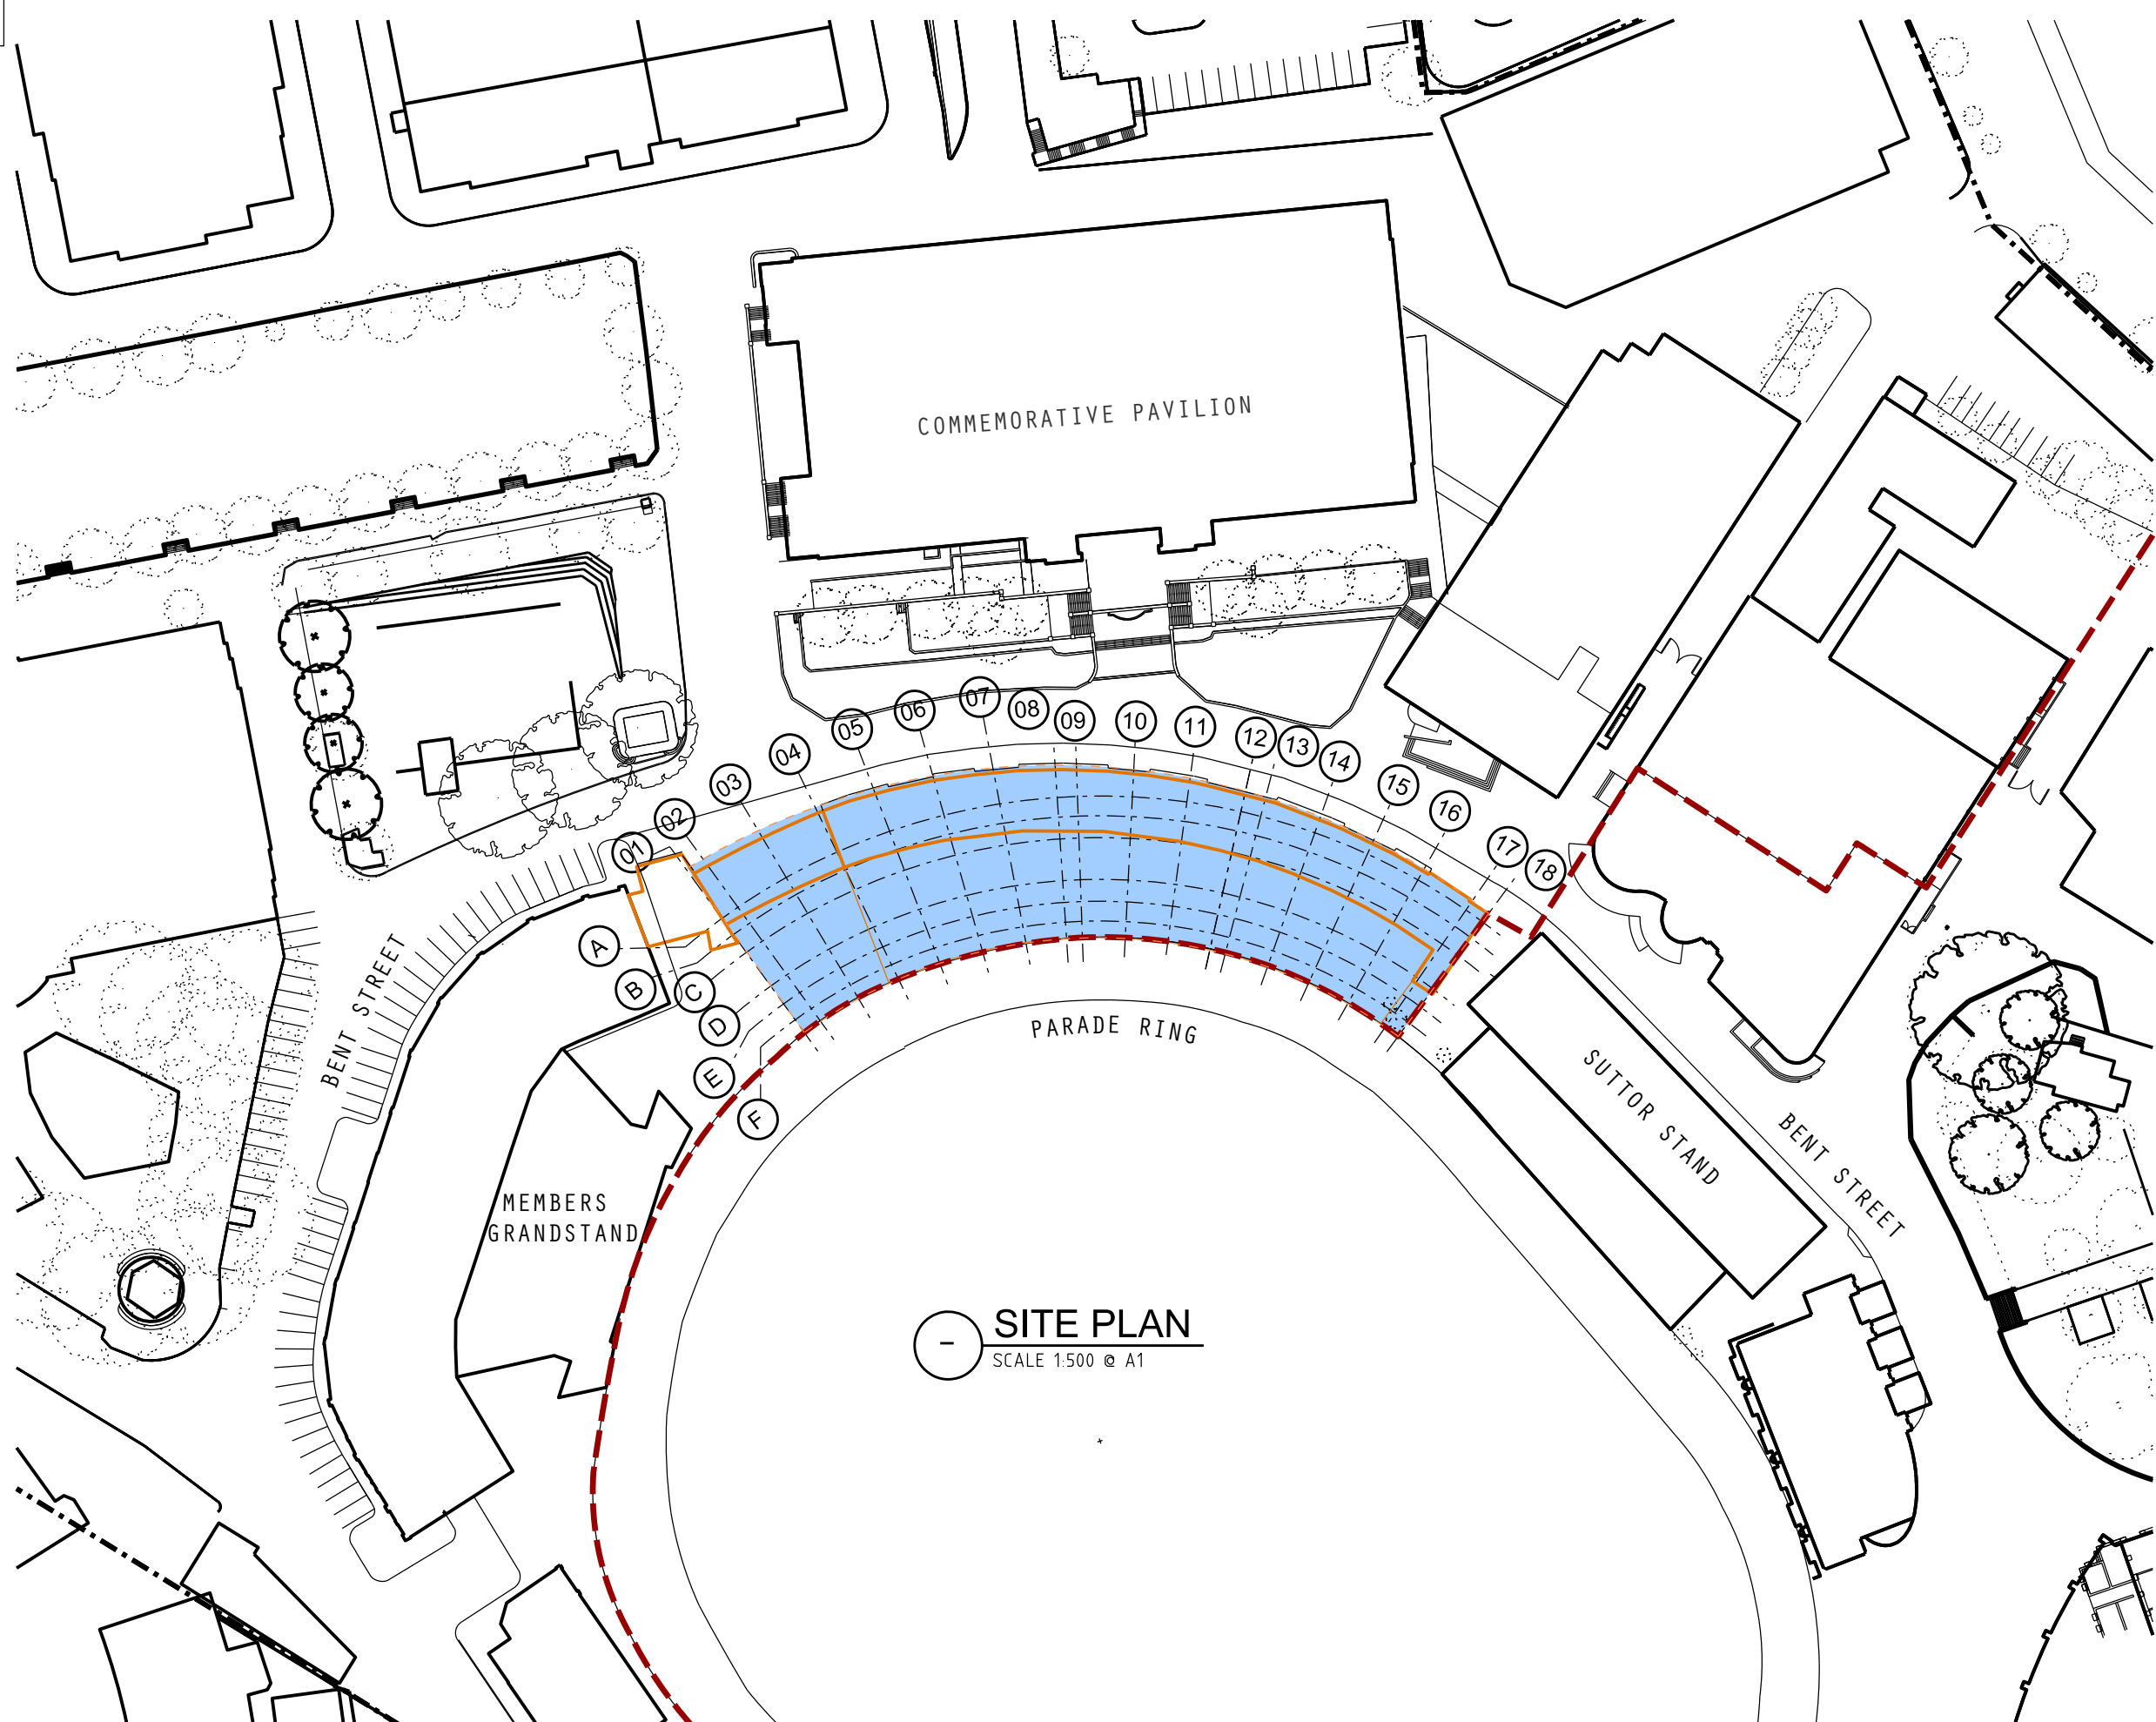 COMMEMORATIVE PAVILION
01
02
03
04
05
06
07
08
09
10
11
12
13
14
15
16
17
18
A
B
C
D
E
F
BENT STREET
PARADE RING
SUTTOR STAND
BENT STREET
MEMBERS
GRANDSTAND
–
SITE PLAN
SCALE 1:500 @ A1